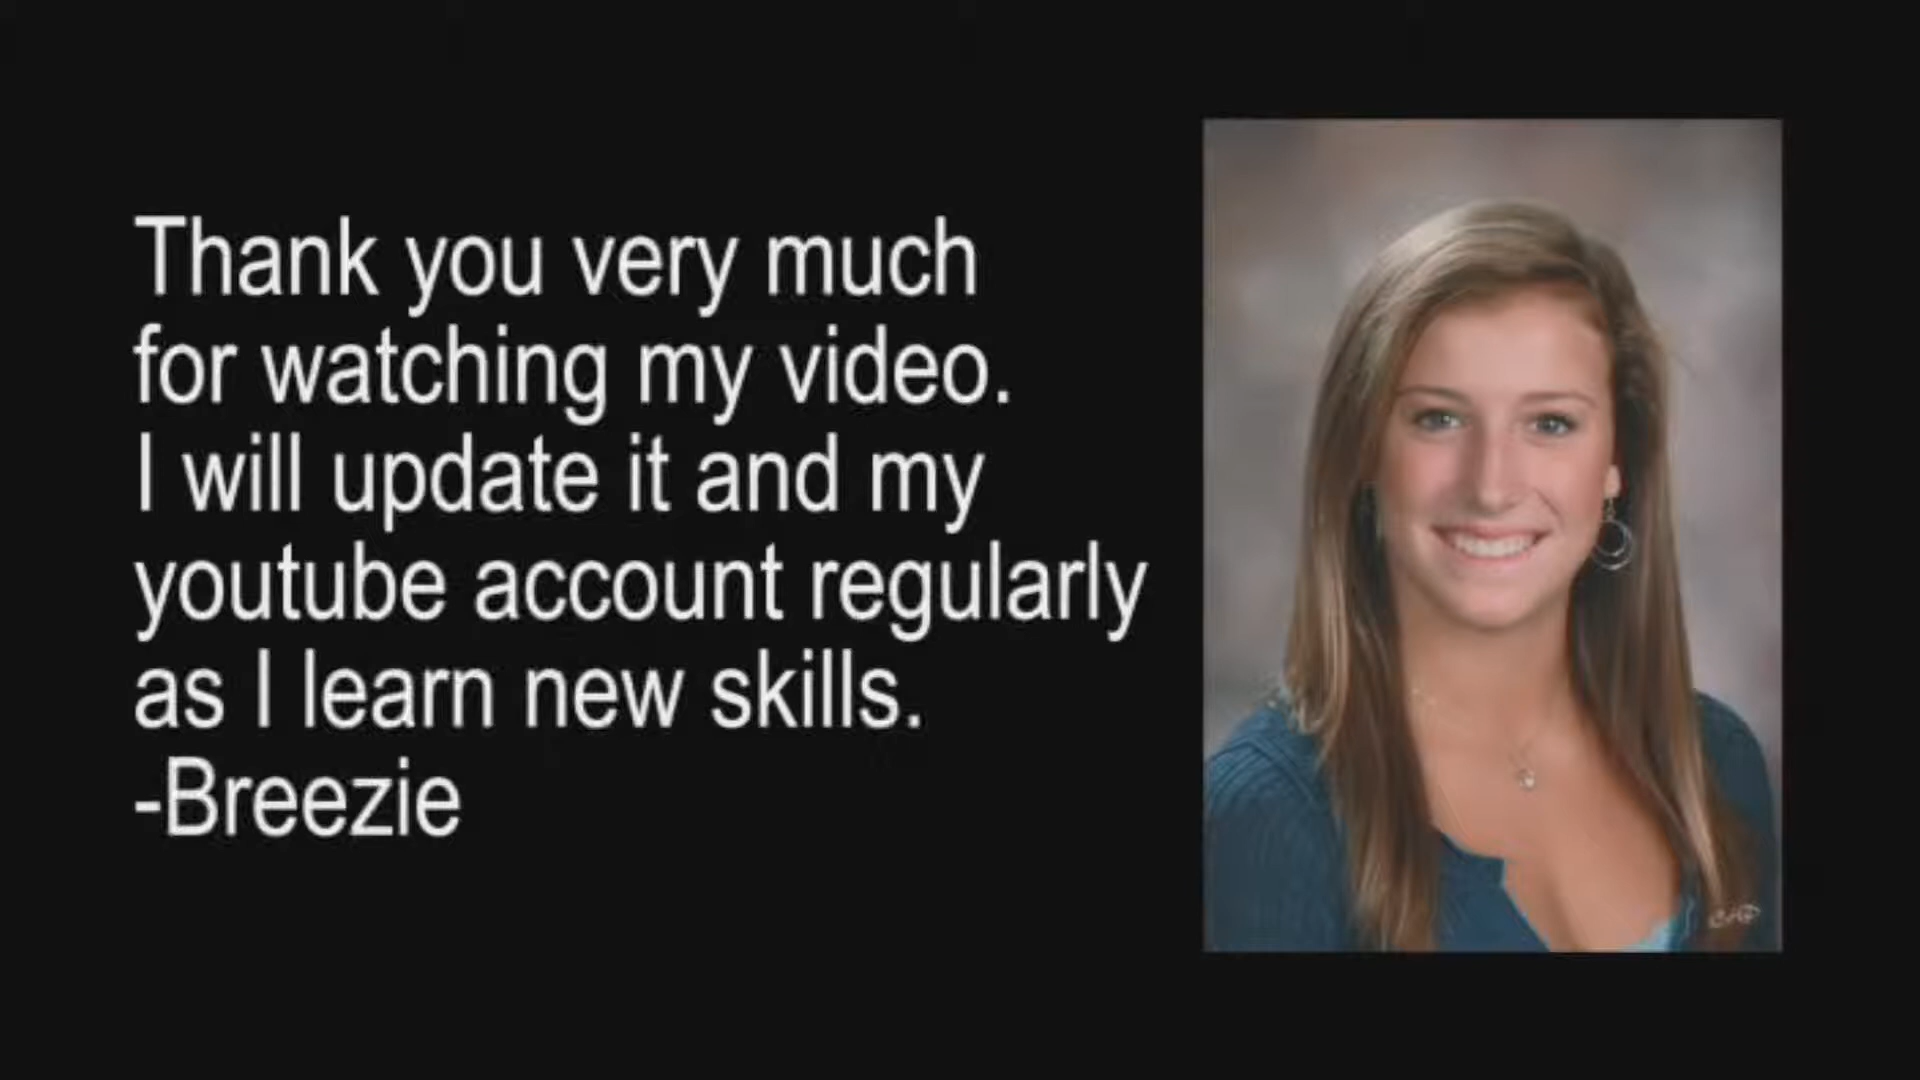 Thank you very much
for watching my video.
I will update it and my
youtube account regularly
as I learn new skills.
-Breezie